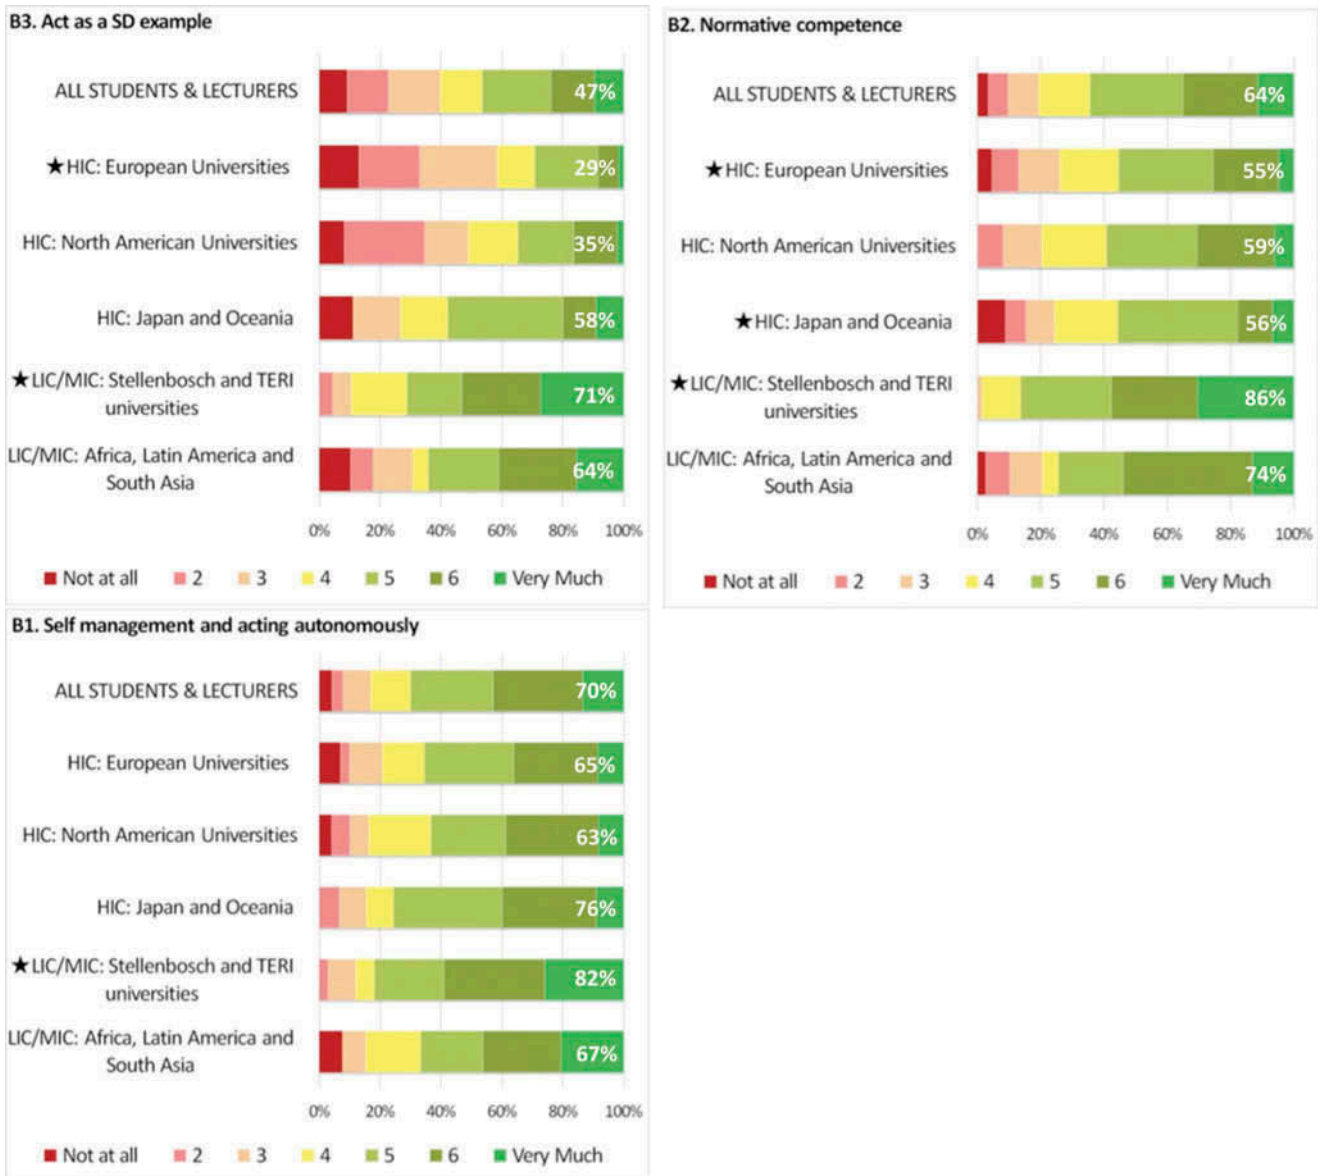 B3. Act as a SD example
ALL STUDENTS & LECTURERS
47%
★HIC: European Universities
29%
HIC: North American Universities
35%
HIC: Japan and Oceania
58%
★LIC/MIC: Stellenbosch and TERI
universities
71%
LIC/MIC: Africa, Latin America and
South Asia
64%
0% 20% 40% 60% 80% 100%
Not at all 2 3 4 5 6 Very Much
B2. Normative competence
ALL STUDENTS & LECTURERS
64%
★HIC: European Universities
55%
HIC: North American Universities
59%
★HIC: Japan and Oceania
56%
★LIC/MIC: Stellenbosch and TERI
universities
86%
LIC/MIC: Africa, Latin America and
South Asia
74%
0% 20% 40% 60% 80% 100%
Not at all 2 3 4 5 6 Very Much
B1. Self management and acting autonomously
ALL STUDENTS & LECTURERS
70%
HIC: European Universities
65%
HIC: North American Universities
63%
HIC: Japan and Oceania
76%
★LIC/MIC: Stellenbosch and TERI
universities
82%
LIC/MIC: Africa, Latin America and
South Asia
67%
0% 20% 40% 60% 80% 100%
Not at all 2 3 4 5 6 Very Much